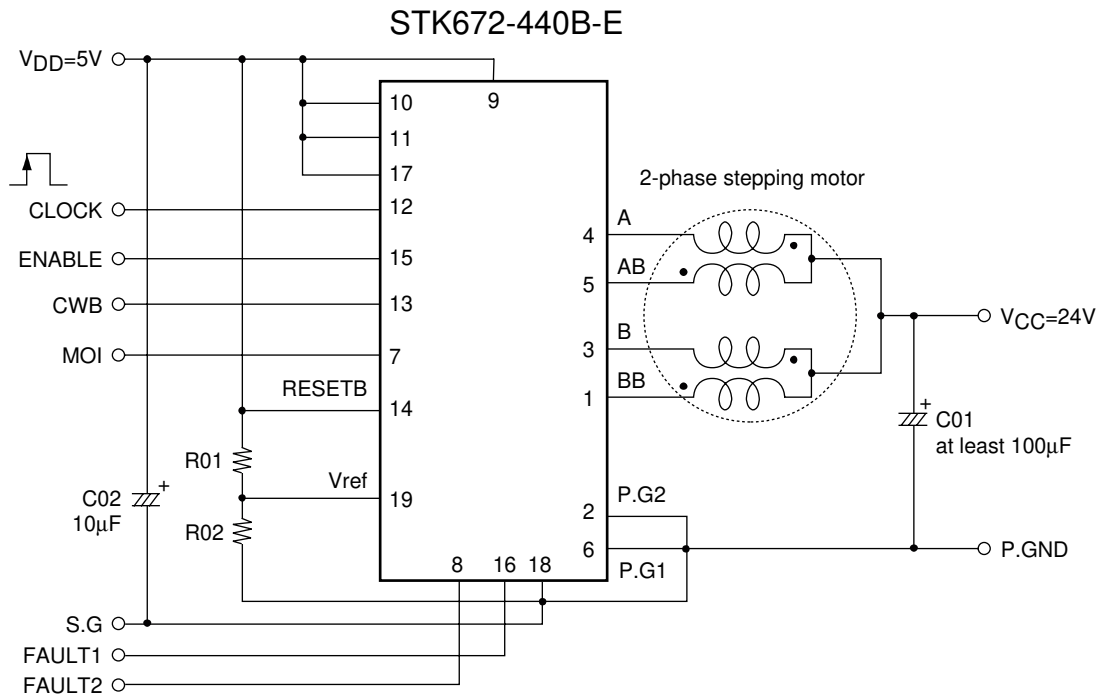 STK672-440B-E
VDD=5V
9
10
11
17
2-phase stepping motor
CLOCK 12
A
4
ENABLE 15
AB
5
CWB 13
VCC=24V
B
3
MOI 7
BB
1
RESETB
14
C01
at least 100μF
R01
Vref
19
C02
10μF
R02
P.G2
2
6
P.GND
P.G1
8 16 18
S.G
FAULT1
FAULT2